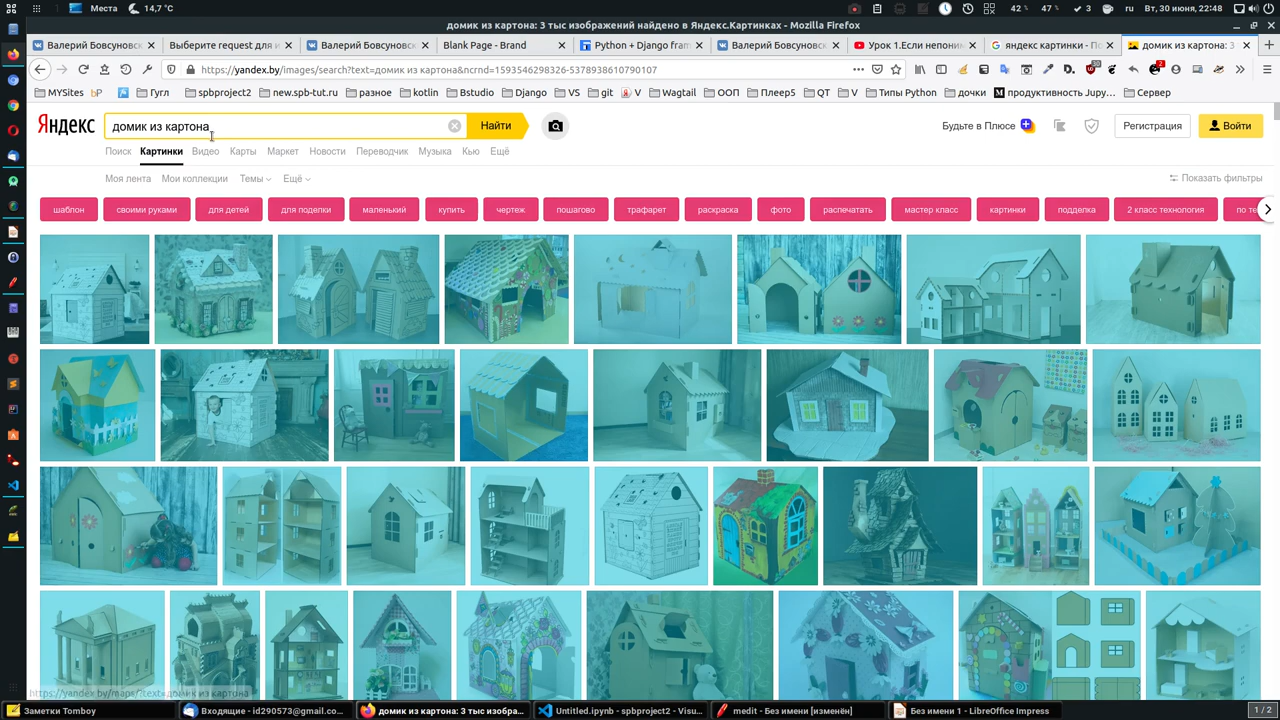 Места 14,7 °C 42 % 47 % 3 ru Вт, 30 июня, 22:48
домик из картона: 3 тыс изображений найдено в Яндекс.Картинках - Mozilla Firefox
Валерий Бовсуновск Выберите request для и Валерий Бовсуновск Blank Page - Brand Python + Django fram Валерий Бовсуновск Урок 1.Если непоним яндекс картинки - По домик из картона: 3
https://yandex.by/images/search?text=домик из картона&ncrnd=1593546298326-5378938610790107
MYSites Гугл spbproject2 new.spb-tut.ru разное kotlin Bstudio Django VS git V Wagtail ООП Плеер5 QT V Типы Python дочки продуктивность Jupy… Сервер
Яндекс домик из картона Найти Будьте в Плюсе Регистрация Войти
Поиск Картинки Видео Карты Маркет Новости Переводчик Музыка Кью Ещё
Моя лента Мои коллекции Темы Ещё Показать фильтры
шаблон своими руками для детей для поделки маленький купить чертеж пошагово трафарет раскраска фото распечатать мастер класс картинки подделка 2 класс технология по те
https://yandex.by/maps/?text=домик из картона
Заметки Tomboy Входящие - id290573@gmail.co… домик из картона: 3 тыс изобра… Untitled.ipynb - spbproject2 - Visu… medit - Без имени [изменён] Без имени 1 - LibreOffice Impress 1 / 2